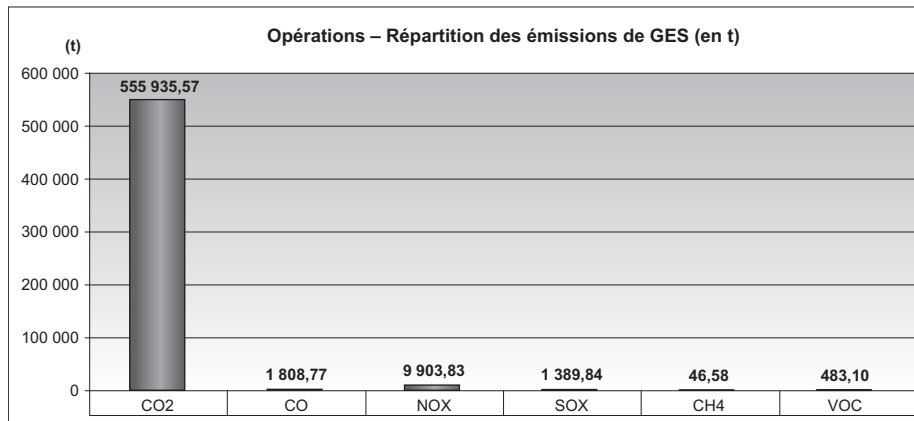 Opérations – Répartition des émissions de GES (en t)
(t)
600 000
500 000
400 000
300 000
200 000
100 000
0
555 935,57
1 808,77
9 903,83
1 389,84
46,58
483,10
CO2
CO
NOX
SOX
CH4
VOC